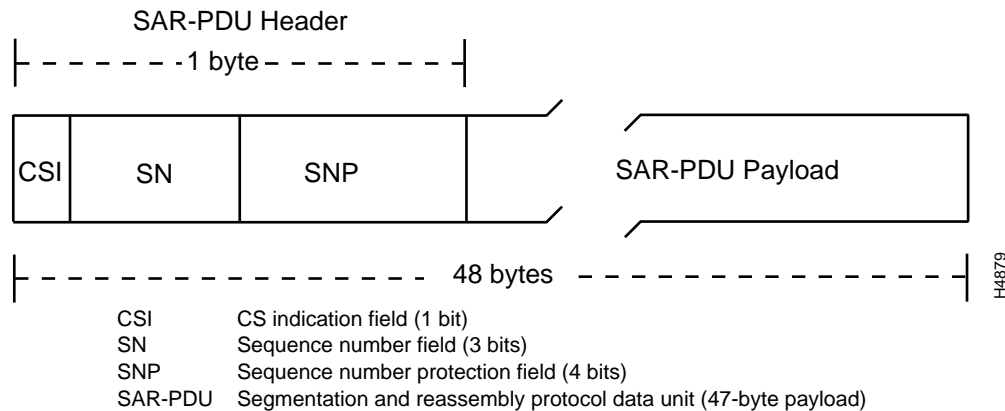 SAR-PDU Header
1 byte
CSI SN SNP SAR-PDU Payload
48 bytes
H4879
CSI CS indication field (1 bit)
SN Sequence number field (3 bits)
SNP Sequence number protection field (4 bits)
SAR-PDU Segmentation and reassembly protocol data unit (47-byte payload)